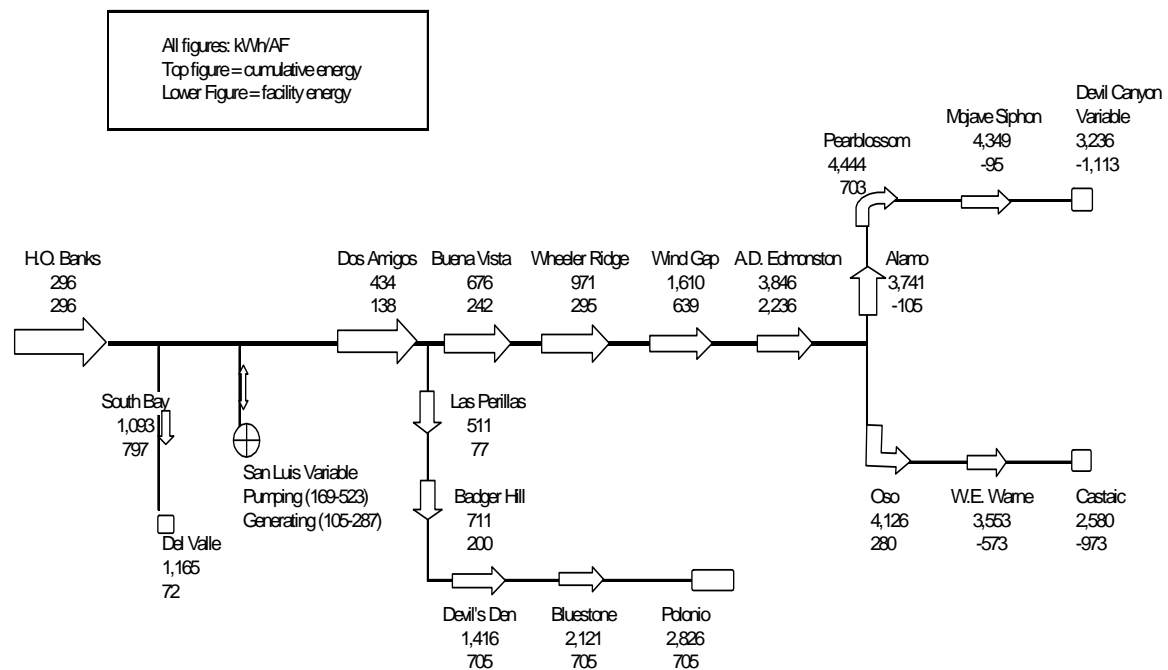 All figures: kWh/AF
Top figure = cumulative energy
Lower Figure = facility energy
Devil Canyon
Variable
3,236
-1,113
Mojave Siphon
4,349
-95
Pearblossom
4,444
703
H.O. Banks
296
296
Dos Amigos
434
138
Buena Vista
676
242
Wheeler Ridge
971
295
Wind Gap
1,610
639
A.D. Edmonston
3,846
2,236
Alamo
3,741
-105
South Bay
1,093
797
Del Valle
1,165
72
San Luis Variable
Pumping (169-523)
Generating (105-287)
Las Perillas
511
77
Badger Hill
711
200
Devil's Den
1,416
705
Bluestone
2,121
705
Polonio
2,826
705
Oso
4,126
280
W.E. Warne
3,553
-573
Castaic
2,580
-973